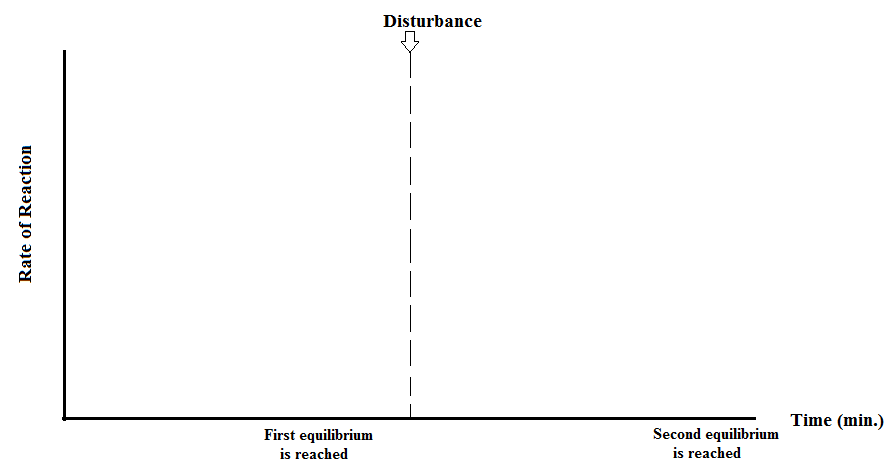 Disturbance
Rate of Reaction
Time (min.)
First equilibrium
is reached
Second equilibrium
is reached